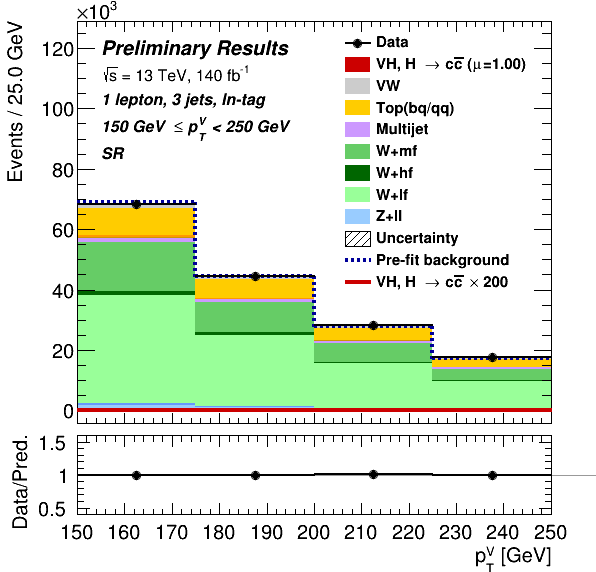 ×10³
Events / 25.0 GeV
120
100
80
60
40
20
0
Preliminary Results
√s = 13 TeV, 140 fb⁻¹
1 lepton, 3 jets, ln-tag
150 GeV ≤ p_T^V < 250 GeV
SR
Data
VH, H → cc̅ (μ=1.00)
VW
Top(bq/qq)
Multijet
W+mf
W+hf
W+lf
Z+ll
Uncertainty
Pre-fit background
VH, H → cc̅ × 200
Data/Pred.
1.5
1
0.5
150 160 170 180 190 200 210 220 230 240 250
p_T^V [GeV]